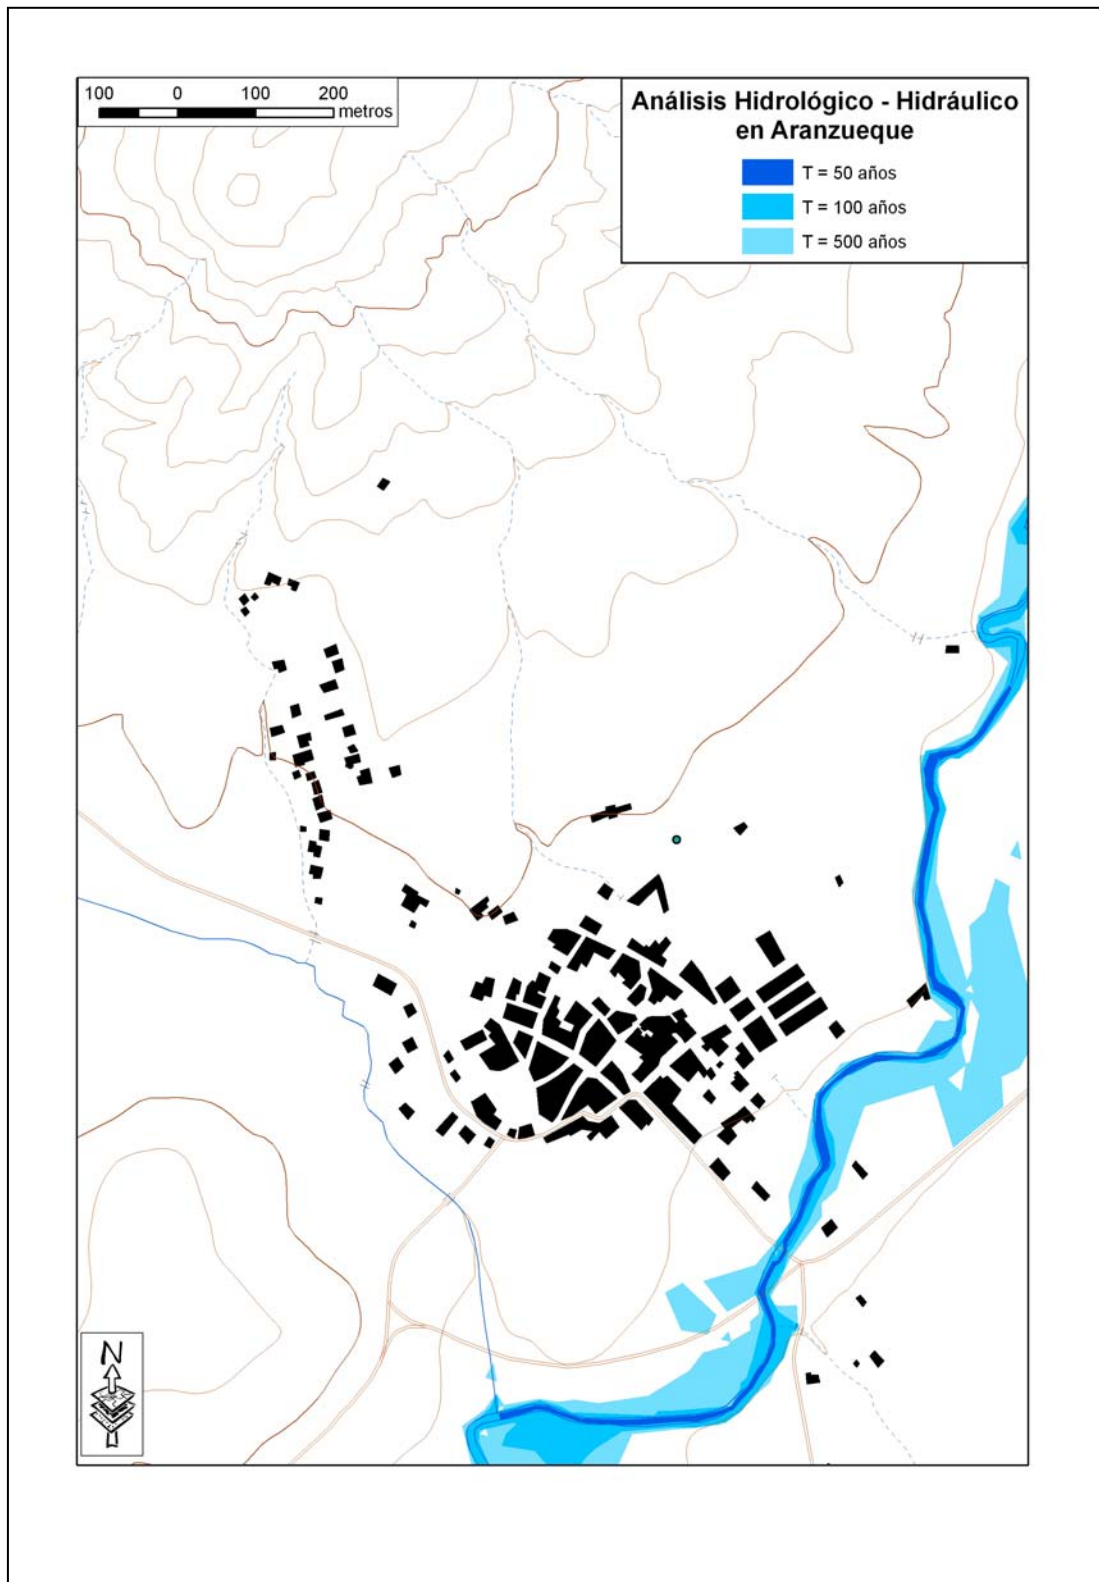 100 0 100 200
metros
Análisis Hidrológico - Hidráulico
en Aranzueque
T = 50 años
T = 100 años
T = 500 años
N